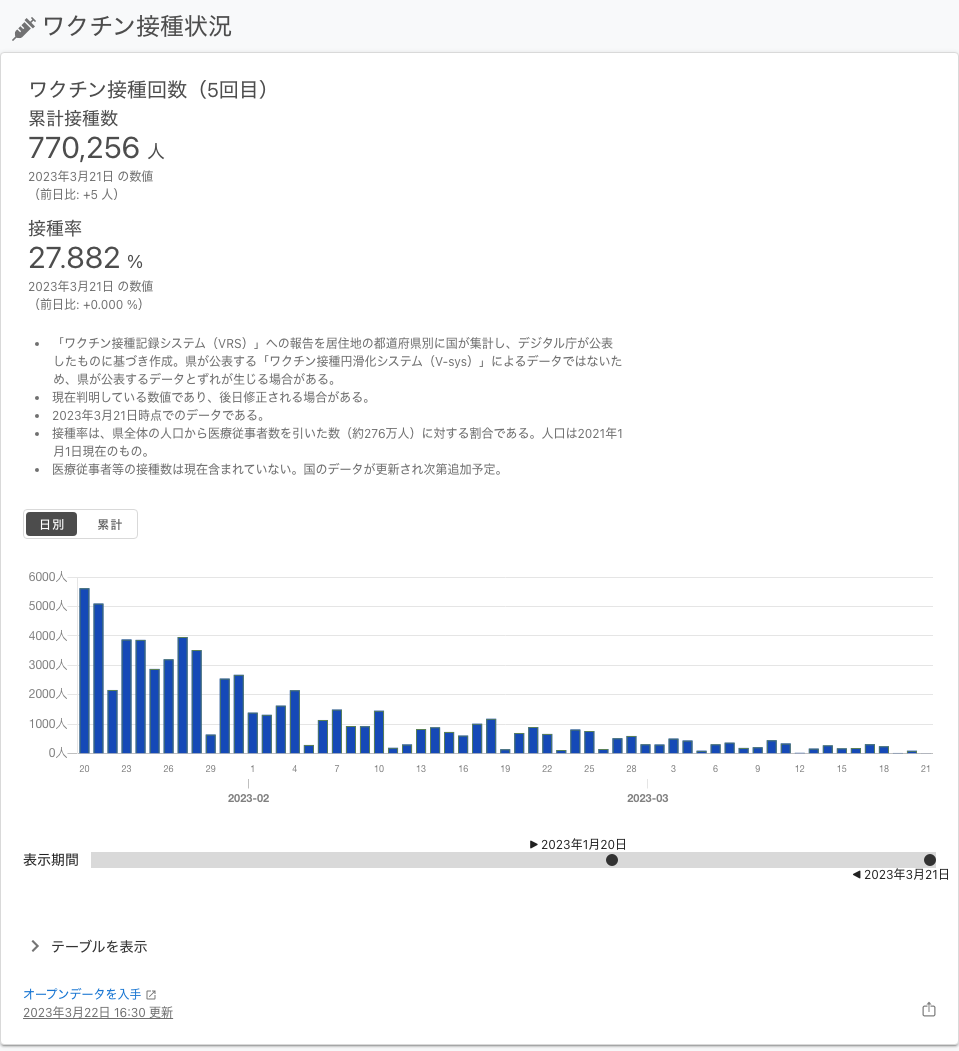 ワクチン接種状況
ワクチン接種回数（5回目）
累計接種数
770,256 人
2023年3月21日 の数値
（前日比: +5 人）
接種率
27.882 %
2023年3月21日 の数値
（前日比: +0.000 %）
• 「ワクチン接種記録システム（VRS）」への報告を居住地の都道府県別に国が集計し、デジタル庁が公表
したものに基づき作成。県が公表する「ワクチン接種円滑化システム（V-sys）」によるデータではないた
め、県が公表するデータとずれが生じる場合がある。
• 現在判明している数値であり、後日修正される場合がある。
• 2023年3月21日時点でのデータである。
• 接種率は、県全体の人口から医療従事者数を引いた数（約276万人）に対する割合である。人口は2021年1
月1日現在のもの。
• 医療従事者等の接種数は現在含まれていない。国のデータが更新され次第追加予定。
日別 累計
6000人
5000人
4000人
3000人
2000人
1000人
0人
20 23 26 29 1 4 7 10 13 16 19 22 25 28 3 6 9 12 15 18 21
2023-02 2023-03
▶ 2023年1月20日
表示期間
◀ 2023年3月21日
テーブルを表示
オープンデータを入手
2023年3月22日 16:30 更新